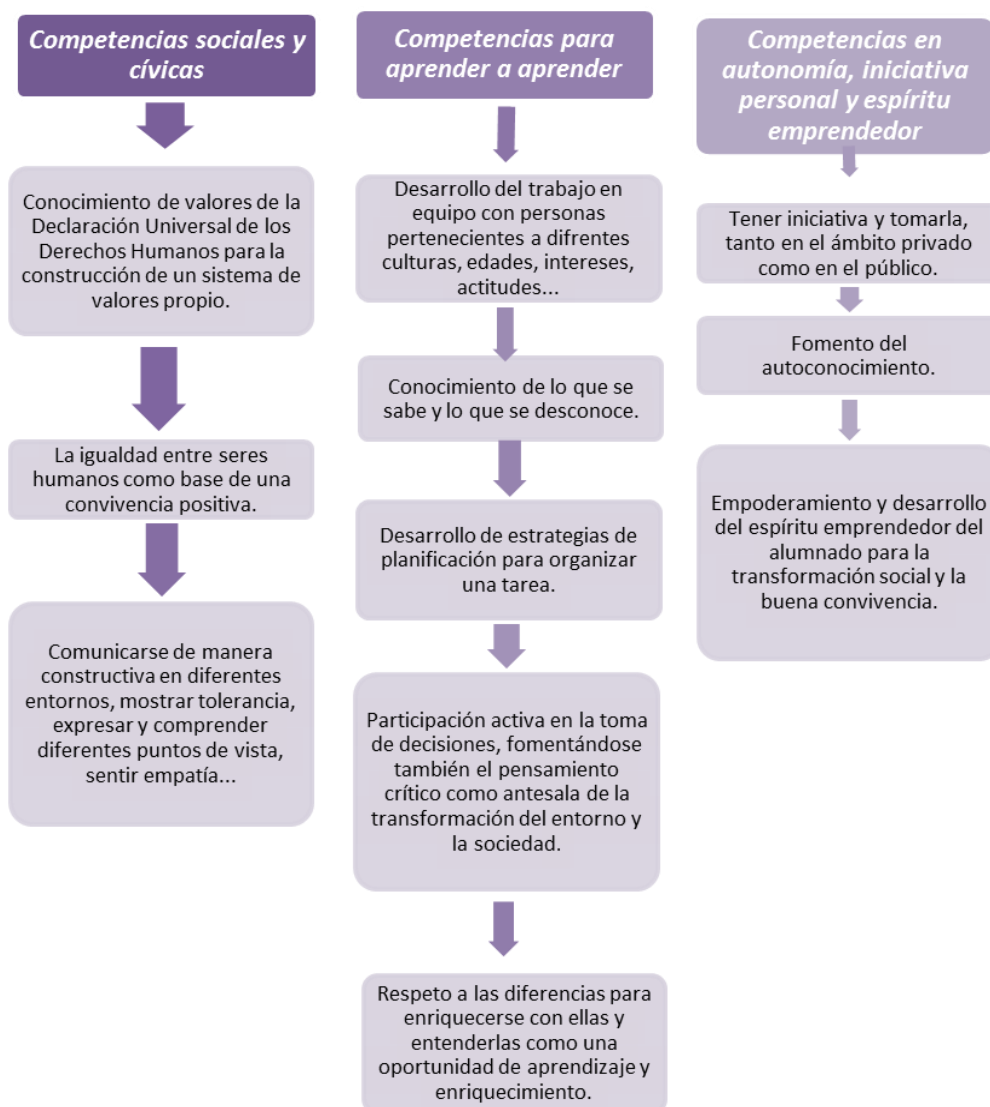 Competencias sociales y
cívicas
Conocimiento de valores de la
Declaración Universal de los
Derechos Humanos para la
construcción de un sistema de
valores propio.
La igualdad entre seres
humanos como base de una
convivencia positiva.
Comunicarse de manera
constructiva en diferentes
entornos, mostrar tolerancia,
expresar y comprender
diferentes puntos de vista,
sentir empatía...
Competencias para
aprender a aprender
Desarrollo del trabajo en
equipo con personas
pertenecientes a difrentes
culturas, edades, intereses,
actitudes...
Conocimiento de lo que se
sabe y lo que se desconoce.
Desarrollo de estrategias de
planificación para organizar
una tarea.
Participación activa en la toma
de decisiones, fomentándose
también el pensamiento
crítico como antesala de la
transformación del entorno y
la sociedad.
Respeto a las diferencias para
enriquecerse con ellas y
entenderlas como una
oportunidad de aprendizaje y
enriquecimiento.
Competencias en
autonomía, iniciativa
personal y espíritu
emprendedor
Tener iniciativa y tomarla,
tanto en el ámbito privado
como en el público.
Fomento del
autoconocimiento.
Empoderamiento y desarrollo
del espíritu emprendedor del
alumnado para la
transformación social y la
buena convivencia.